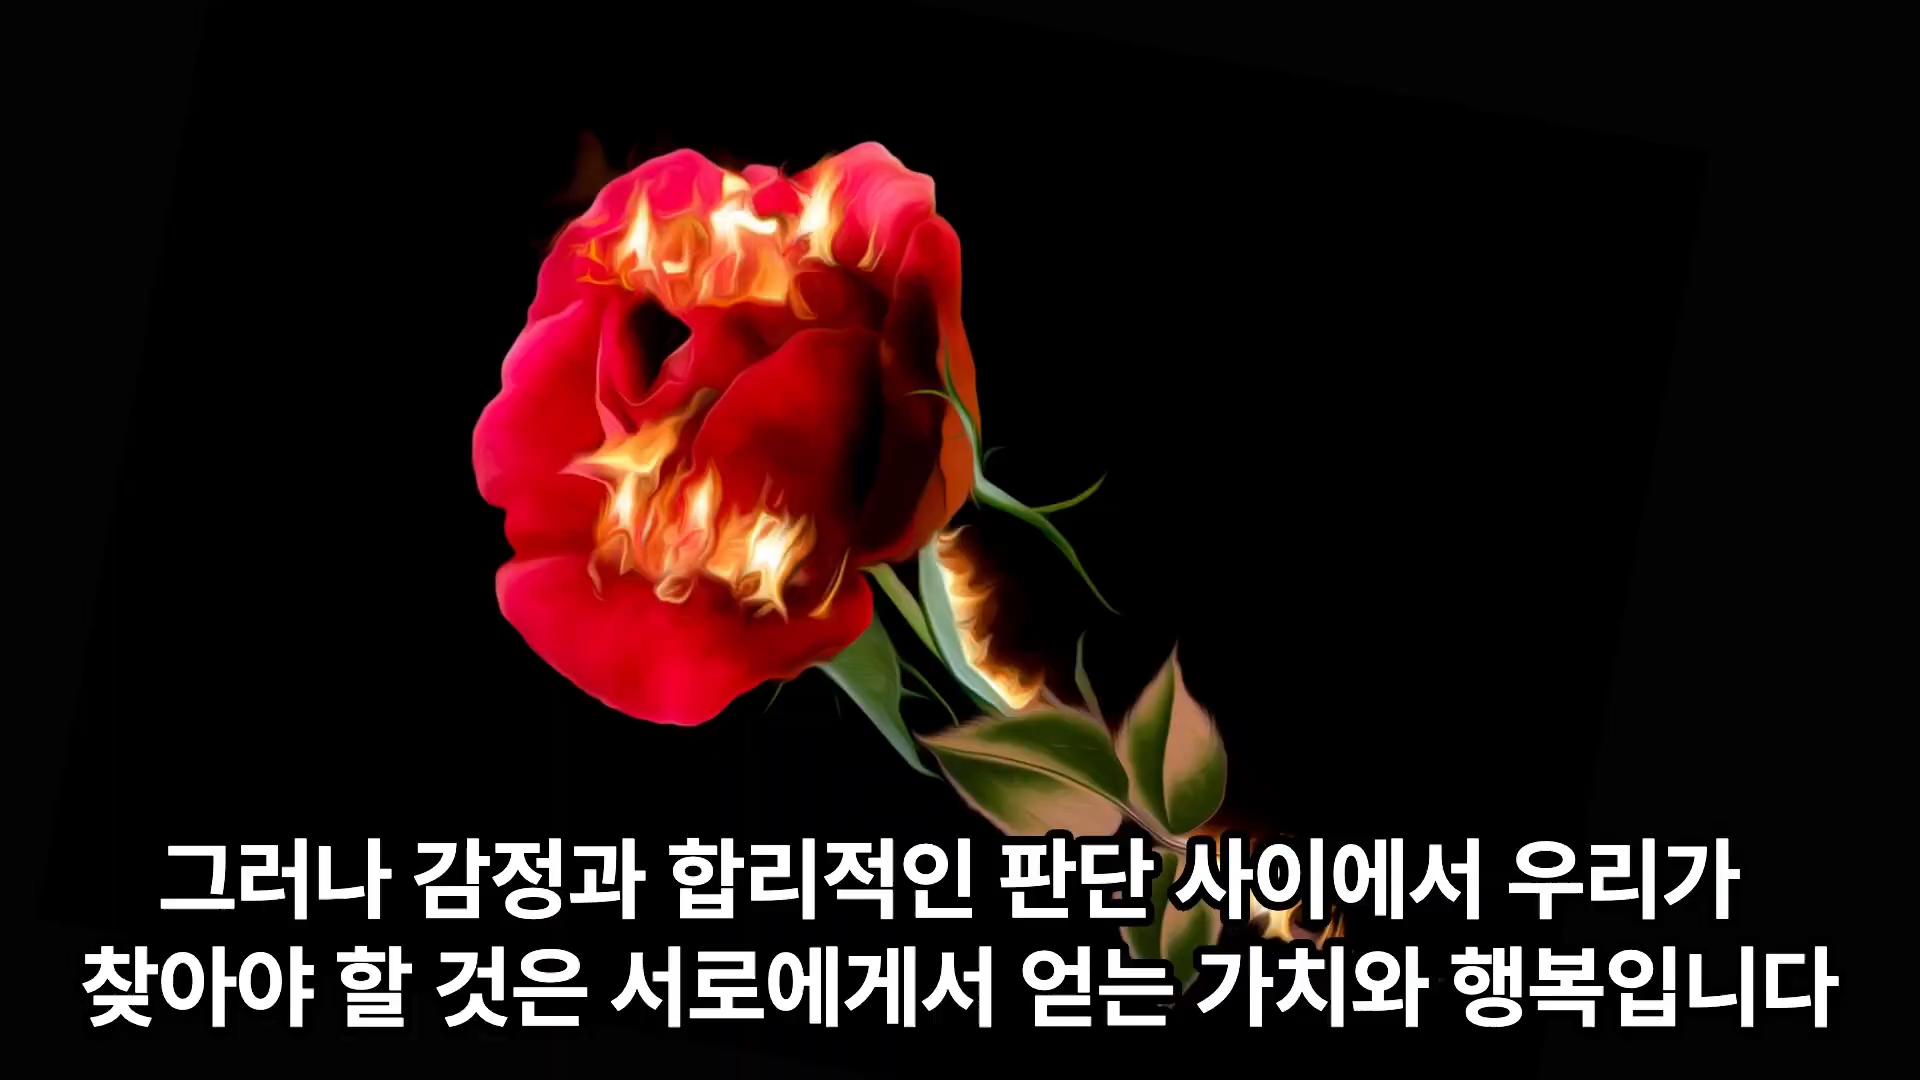 그러나 감정과 합리적인 판단 사이에서 우리가
찾아야 할 것은 서로에게서 얻는 가치와 행복입니다